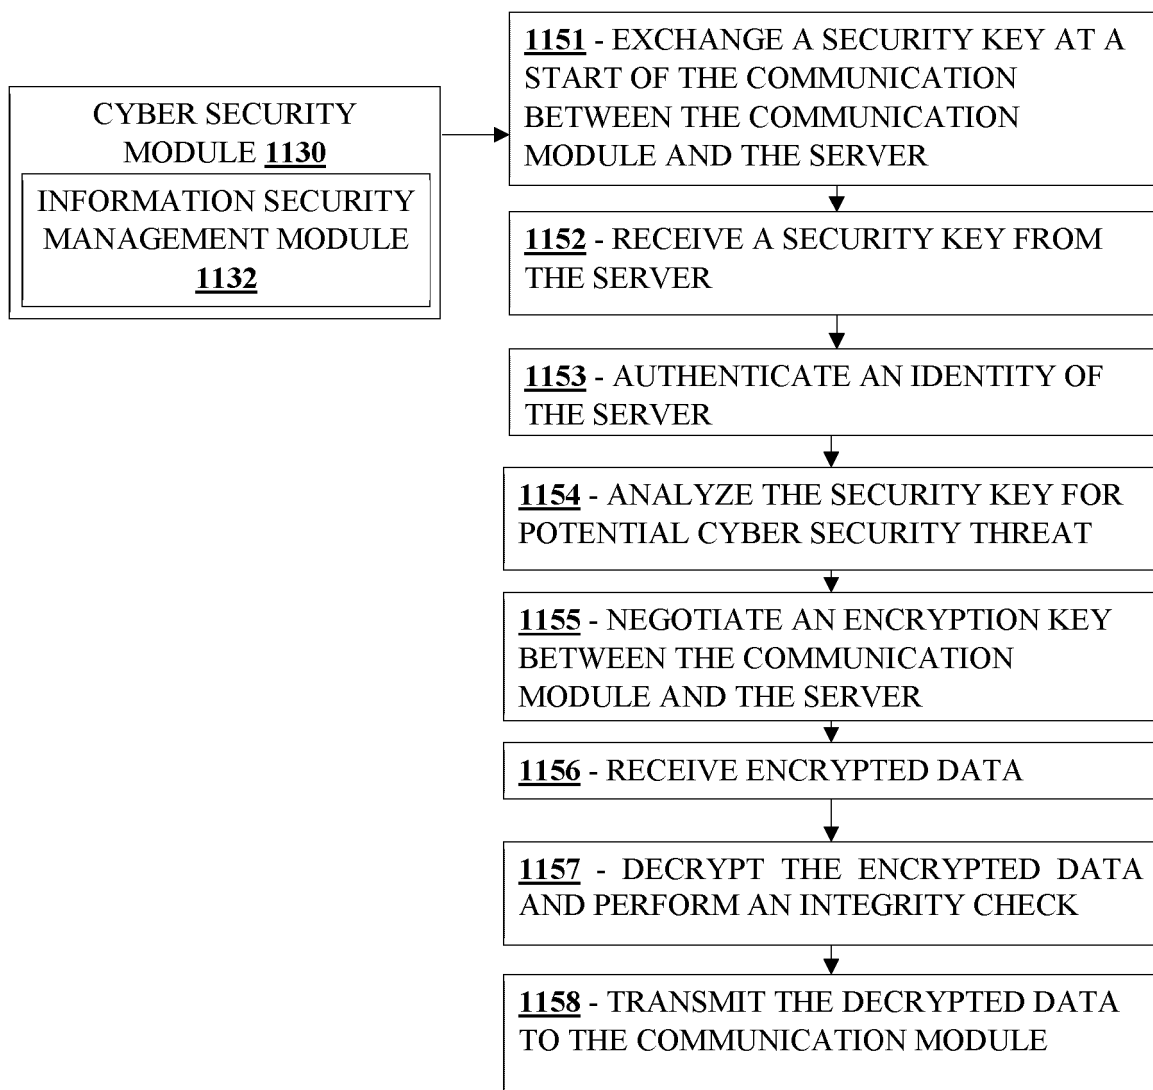 CYBER SECURITY
MODULE 1130
INFORMATION SECURITY
MANAGEMENT MODULE
1132
1151 - EXCHANGE A SECURITY KEY AT A
START OF THE COMMUNICATION
BETWEEN THE COMMUNICATION
MODULE AND THE SERVER
1152 - RECEIVE A SECURITY KEY FROM
THE SERVER
1153 - AUTHENTICATE AN IDENTITY OF
THE SERVER
1154 - ANALYZE THE SECURITY KEY FOR
POTENTIAL CYBER SECURITY THREAT
1155 - NEGOTIATE AN ENCRYPTION KEY
BETWEEN THE COMMUNICATION
MODULE AND THE SERVER
1156 - RECEIVE ENCRYPTED DATA
1157 - DECRYPT THE ENCRYPTED DATA
AND PERFORM AN INTEGRITY CHECK
1158 - TRANSMIT THE DECRYPTED DATA
TO THE COMMUNICATION MODULE